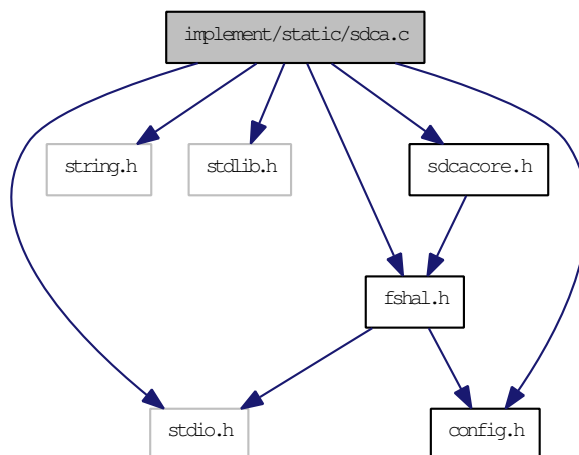 implement/static/sdca.c
string.h
stdlib.h
sdcacore.h
fshal.h
stdio.h
config.h